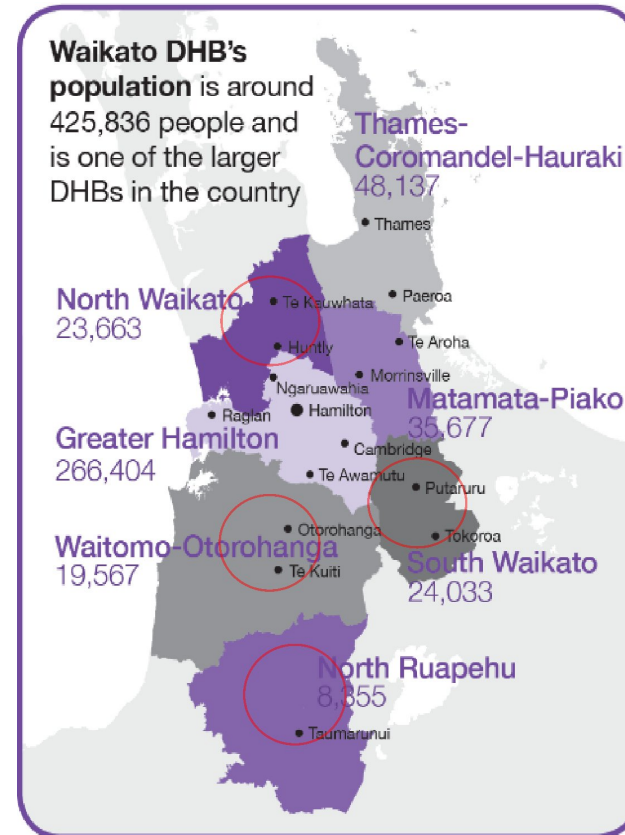 Waikato DHB's
population is around
425,836 people and
is one of the larger
DHBs in the country
Thames-
Coromandel-Hauraki
48,137
Thames
North Waikato
23,663
Te Kauwhata
Paeroa
Huntly
Te Aroha
Ngaruawahia
Morrinsville
Raglan
Hamilton
Matamata-Piako
35,677
Greater Hamilton
266,404
Cambridge
Te Awamutu
Putaruru
Otorohanga
Tokoroa
Waitomo-Otorohanga
19,567
Te Kuiti
South Waikato
24,033
North Ruapehu
8,355
Taumarunui